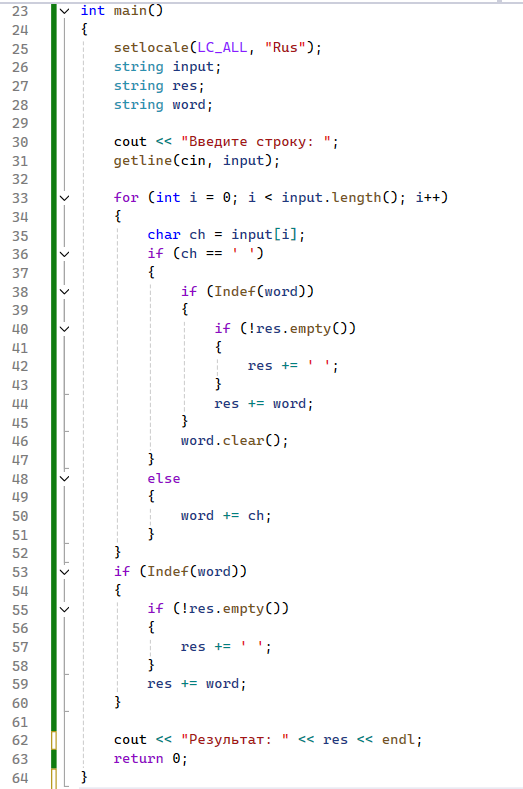 23 int main()
24 {
25 setlocale(LC_ALL, "Rus");
26 string input;
27 string res;
28 string word;
29
30 cout << "Введите строку: ";
31 getline(cin, input);
32
33 for (int i = 0; i < input.length(); i++)
34 {
35 char ch = input[i];
36 if (ch == ' ')
37 {
38 if (Indef(word))
39 {
40 if (!res.empty())
41 {
42 res += ' ';
43 }
44 res += word;
45 }
46 word.clear();
47 }
48 else
49 {
50 word += ch;
51 }
52 }
53 if (Indef(word))
54 {
55 if (!res.empty())
56 {
57 res += ' ';
58 }
59 res += word;
60 }
61
62 cout << "Результат: " << res << endl;
63 return 0;
64 }